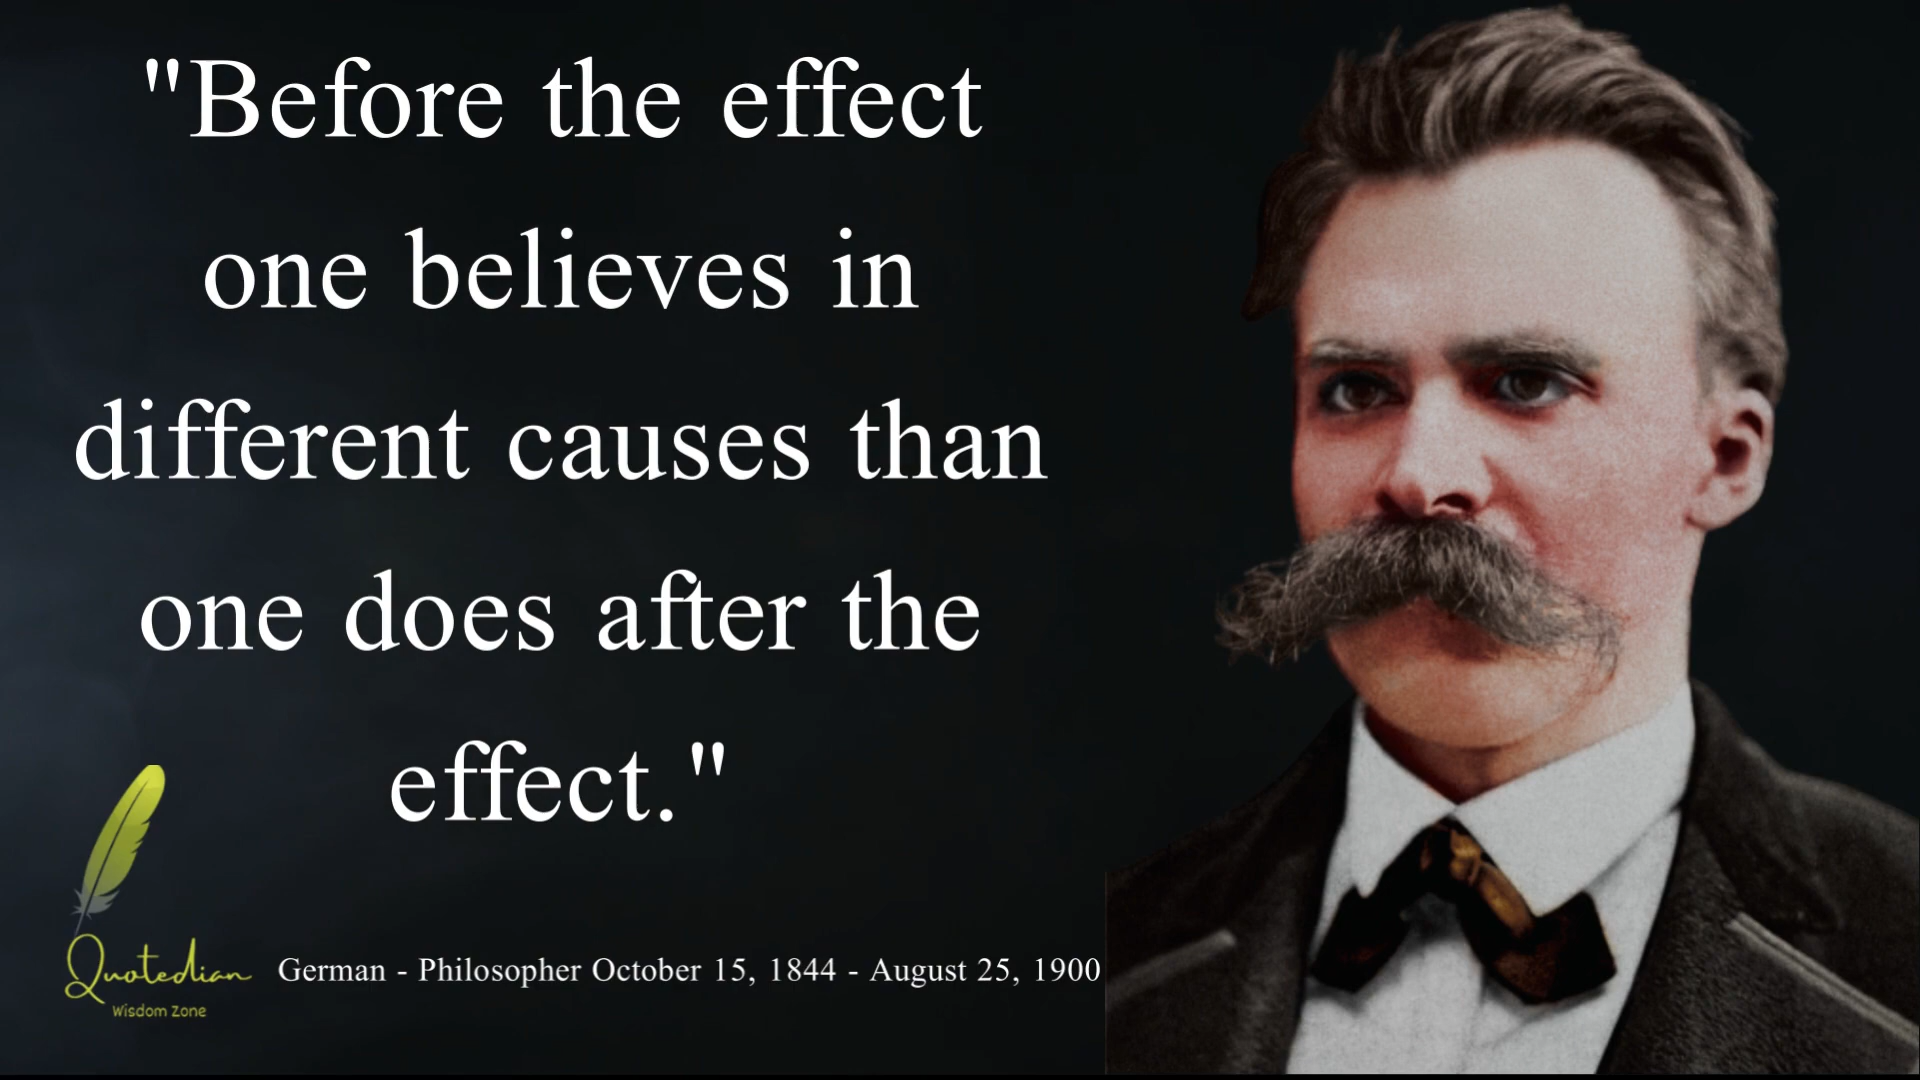 "Before the effect
one believes in
different causes than
one does after the
effect."
Quotedian
Wisdom Zone
German - Philosopher October 15, 1844 - August 25, 1900